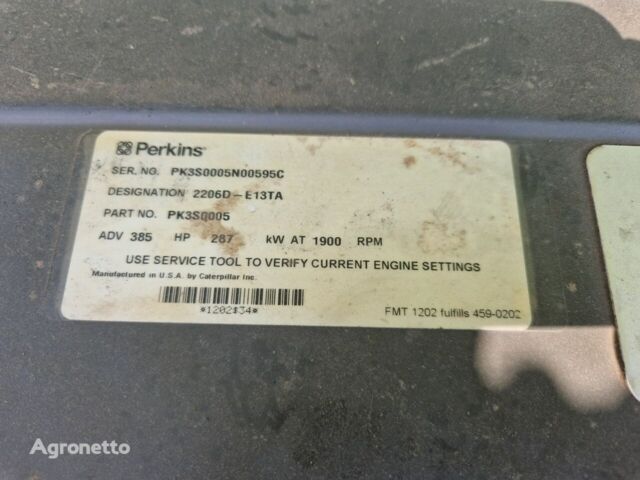 Perkins
SER. NO. PK3S0005N00595C
DESIGNATION 2206D-E13TA
PART NO. PK3S0005
ADV 385 HP 287 kW AT 1900 RPM
USE SERVICE TOOL TO VERIFY CURRENT ENGINE SETTINGS
Manufactured in U.S.A. by Caterpillar Inc.
FMT 1202 fulfills 459-0202
Agronetto